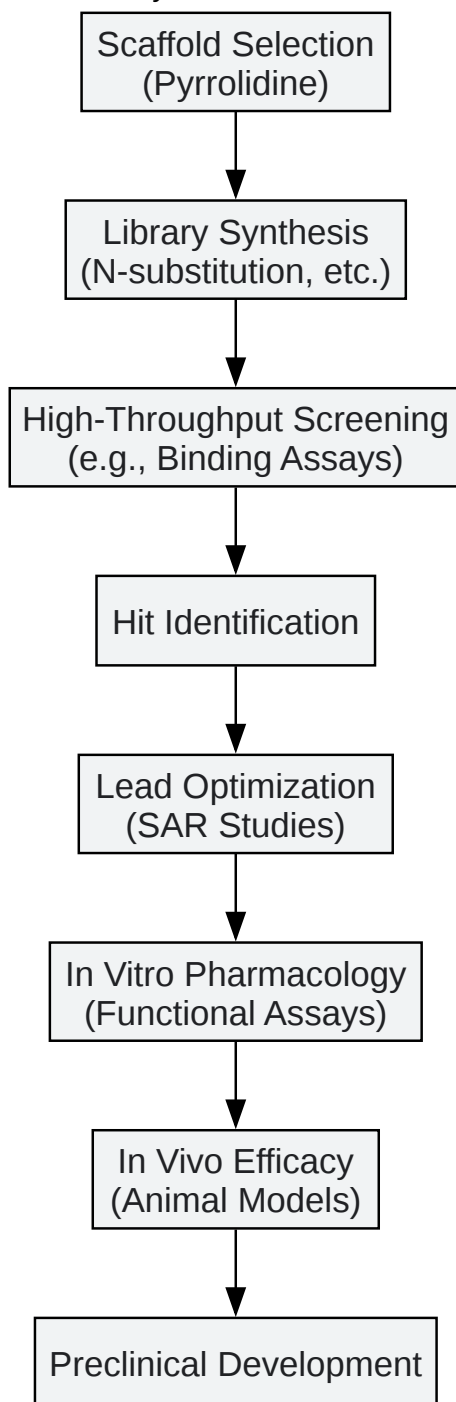 Scaffold Selection
(Pyrrolidine)
Library Synthesis
(N-substitution, etc.)
High-Throughput Screening
(e.g., Binding Assays)
Hit Identification
Lead Optimization
(SAR Studies)
In Vitro Pharmacology
(Functional Assays)
In Vivo Efficacy
(Animal Models)
Preclinical Development